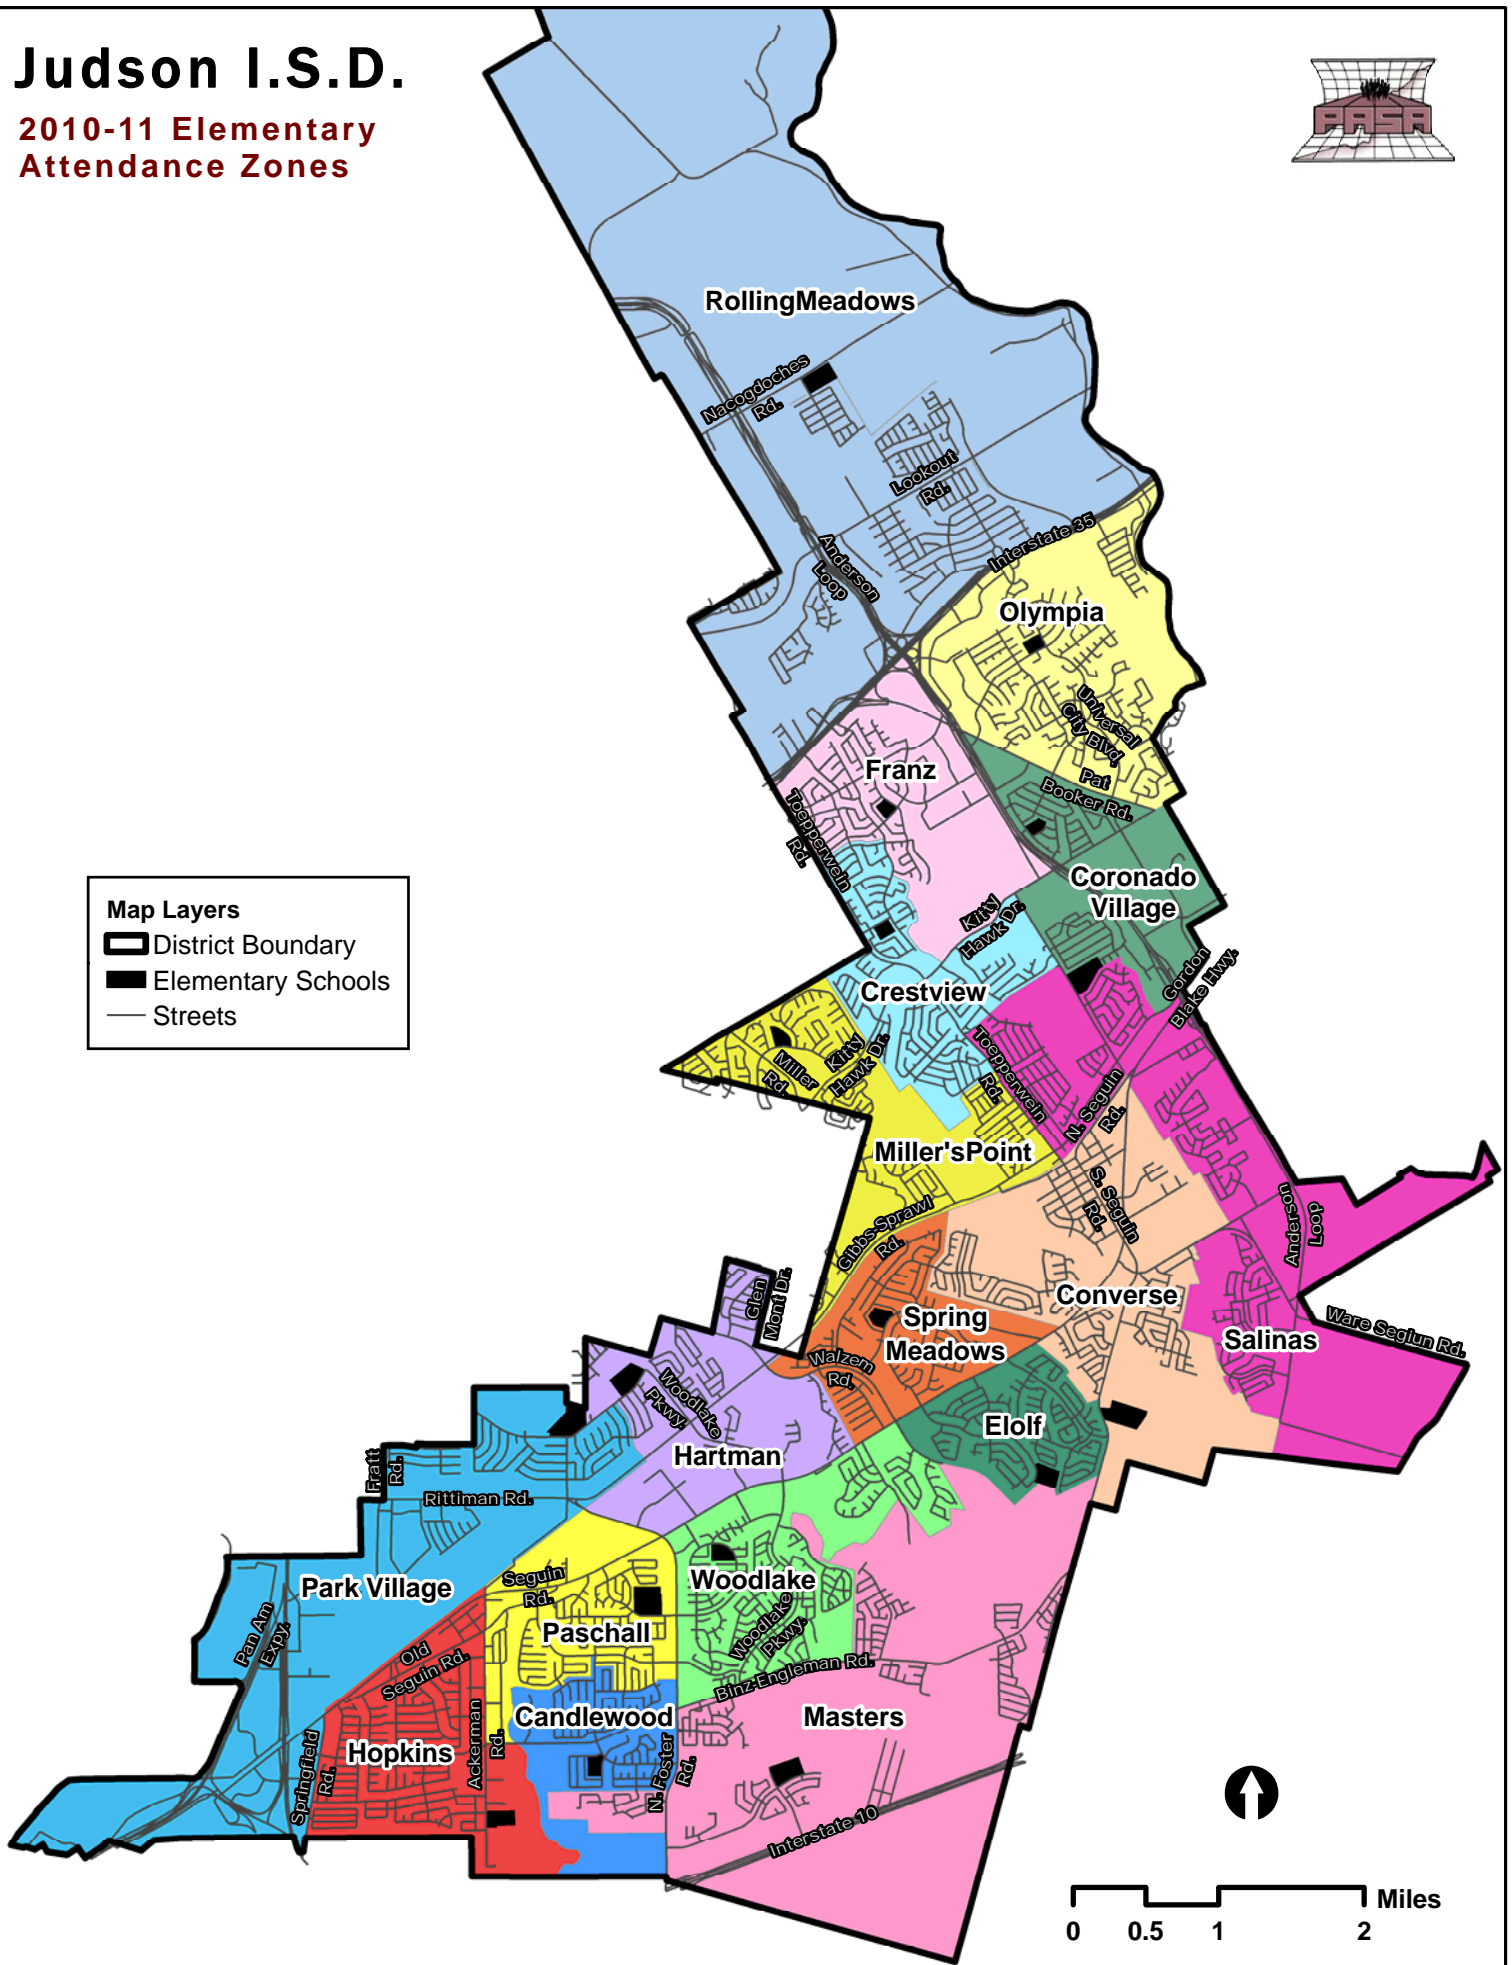 Judson I.S.D.
2010-11 Elementary
Attendance Zones
PASA
RollingMeadows
Nacogdoches
Rd.
Lookout
Rd.
Interstate 35
Anderson
Loop
Olympia
Universal
City Blvd.
Pat
Booker Rd.
Franz
Toepperwein
Rd.
Coronado
Village
Kitty
Hawk Dr.
Gordon
Blake Hwy.
Map Layers
District Boundary
Elementary Schools
Streets
Crestview
Kitty
Hawk Dr.
Miller
Rd.
Toepperwein
Rd.
N. Seguin
Rd.
Miller'sPoint
S. Seguin
Rd.
Gibbs-Sprawl
Rd.
Anderson
Loop
Glen
Mont Dr.
Converse
Spring
Meadows
Salinas
Ware Segiun Rd.
Walzem
Rd.
Woodlake
Pkwy.
Elolf
Hartman
Fratt
Rd.
Rittiman Rd.
Park Village
Seguin
Rd.
Woodlake
Woodlake
Pkwy.
Paschall
Pan Am
Expy.
Old
Seguin Rd.
Binz-Engleman Rd.
Candlewood
Masters
Ackerman
Rd.
Hopkins
Springfield
Rd.
N. Foster
Rd.
Interstate 10
Miles
0 0.5 1 2